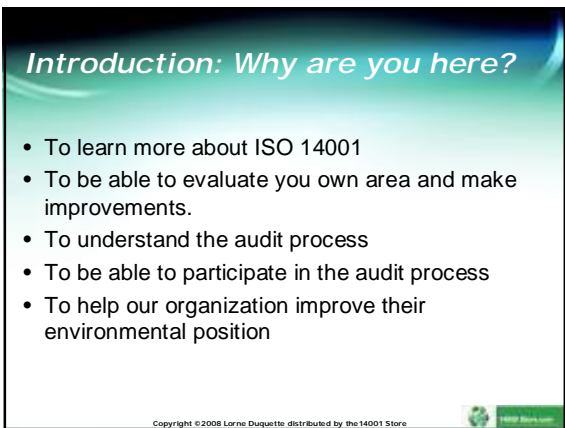 Introduction: Why are you here?
• To learn more about ISO 14001
• To be able to evaluate you own area and make
improvements.
• To understand the audit process
• To be able to participate in the audit process
• To help our organization improve their
environmental position
Copyright ©2008 Lorne Duquette distributed by the14001 Store